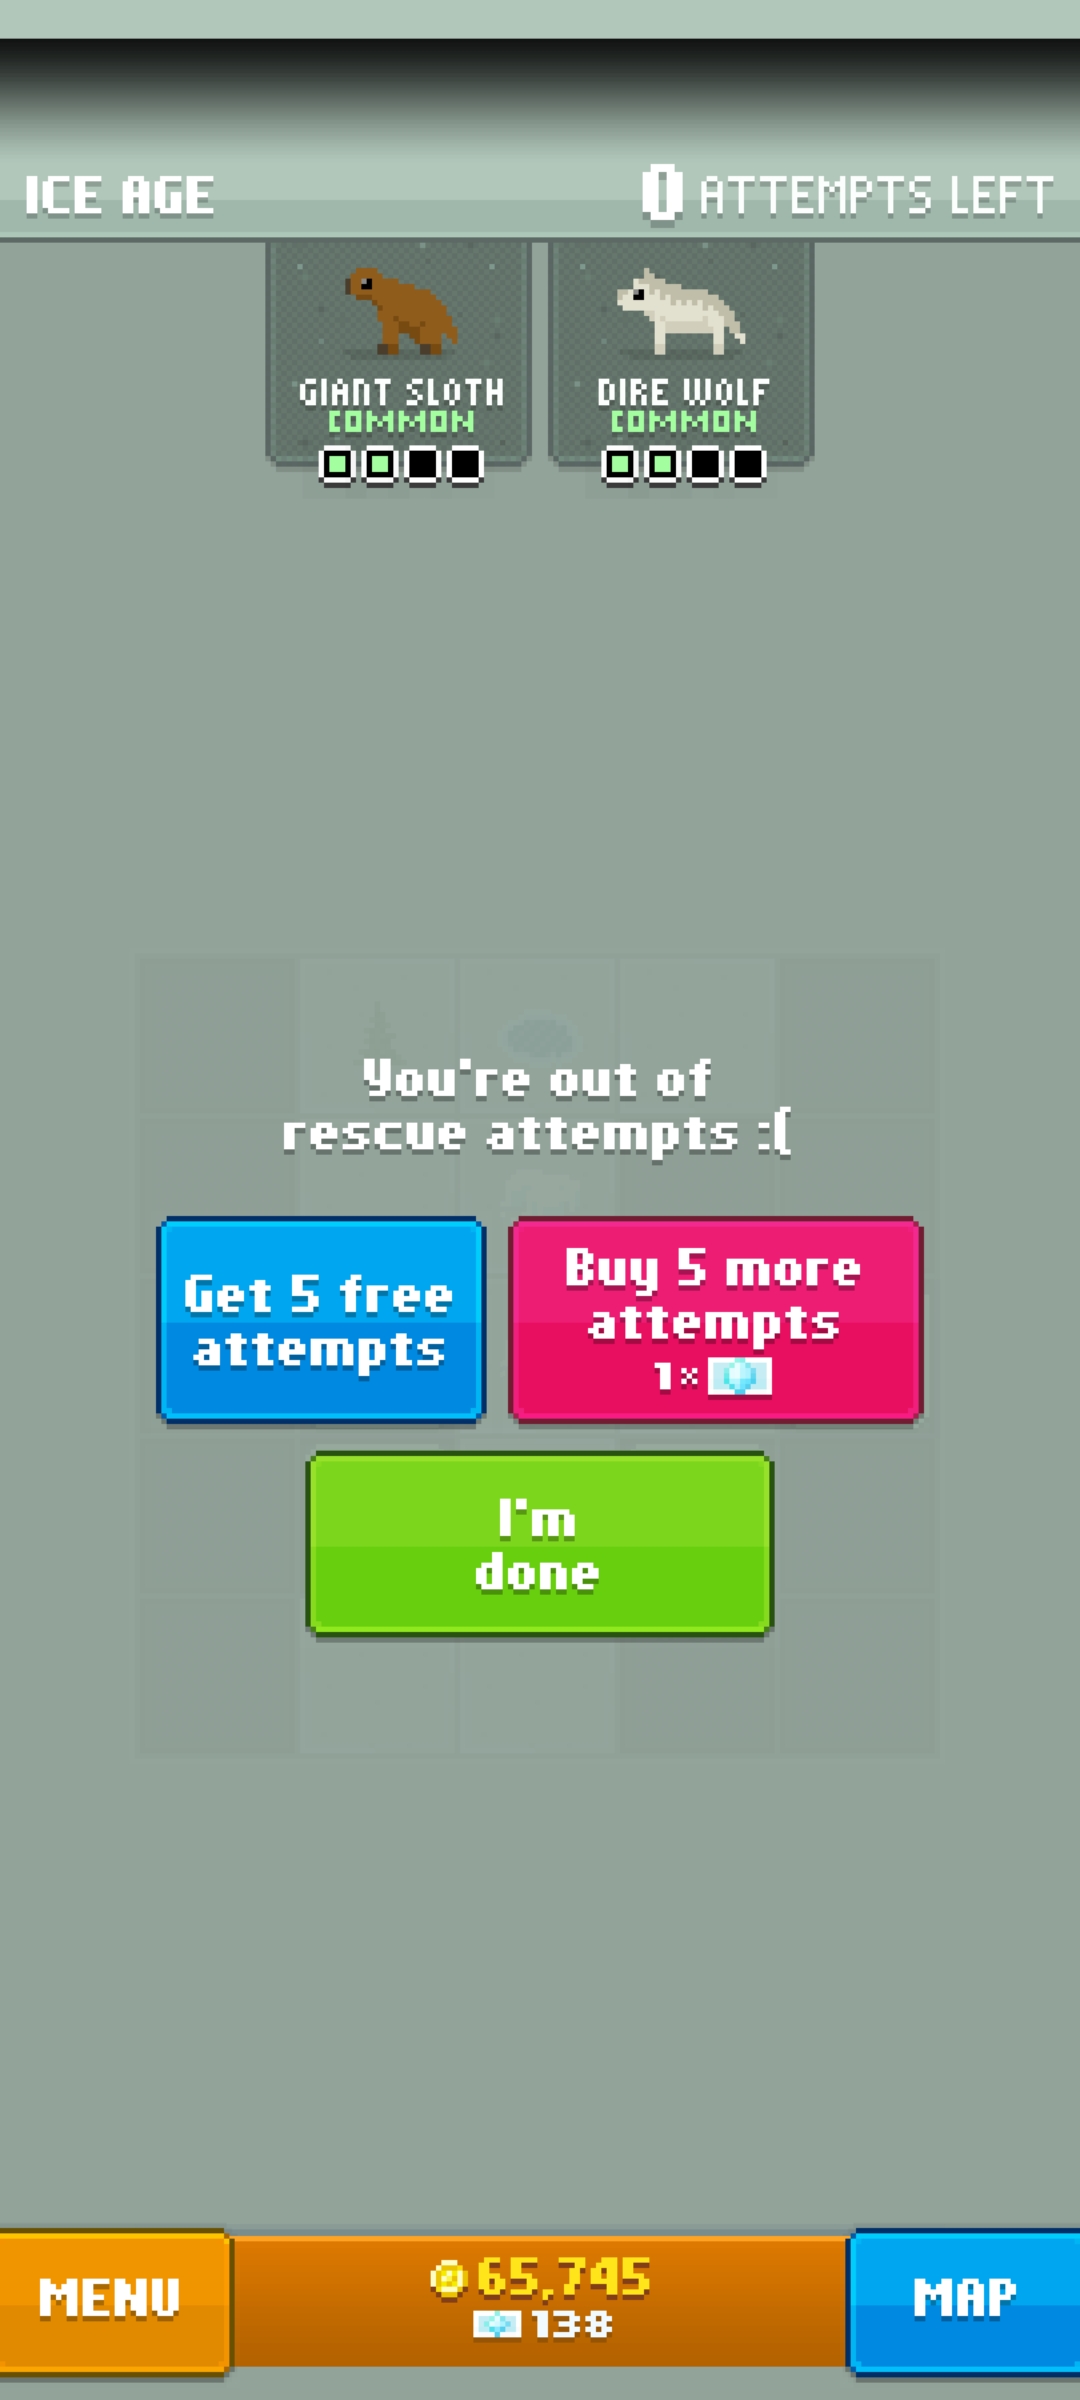 ICE AGE
0 ATTEMPTS LEFT
GIANT SLOTH
COMMON
DIRE WOLF
COMMON
You're out of
rescue attempts :(
Get 5 free
attempts
Buy 5 more
attempts
1×
I'm
done
MENU
65,745
138
MAP